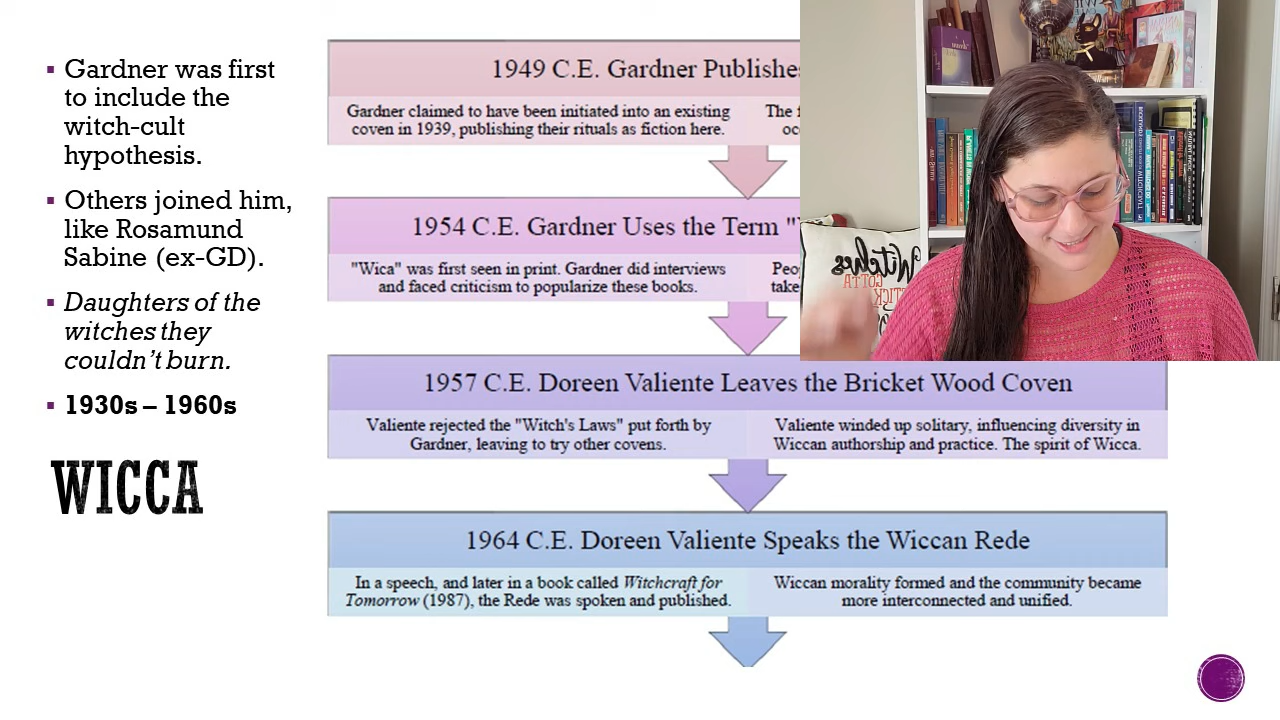 Gardner was first
to include the
witch-cult
hypothesis.
Others joined him,
like Rosamund
Sabine (ex-GD).
Daughters of the
witches they
couldn't burn.
1930s – 1960s
WICCA
1949 C.E. Gardner Publishes
Gardner claimed to have been initiated into an existing
coven in 1939, publishing their rituals as fiction here.
The
1954 C.E. Gardner Uses the Term "
"Wica" was first seen in print. Gardner did interviews
and faced criticism to popularize these books.
take
1957 C.E. Doreen Valiente Leaves the Bricket Wood Coven
Valiente rejected the "Witch's Laws" put forth by
Gardner, leaving to try other covens.
Valiente winded up solitary, influencing diversity in
Wiccan authorship and practice. The spirit of Wicca.
1964 C.E. Doreen Valiente Speaks the Wiccan Rede
In a speech, and later in a book called Witchcraft for
Tomorrow (1987), the Rede was spoken and published.
Wiccan morality formed and the community became
more interconnected and unified.
Witches
GOTTA
STICK